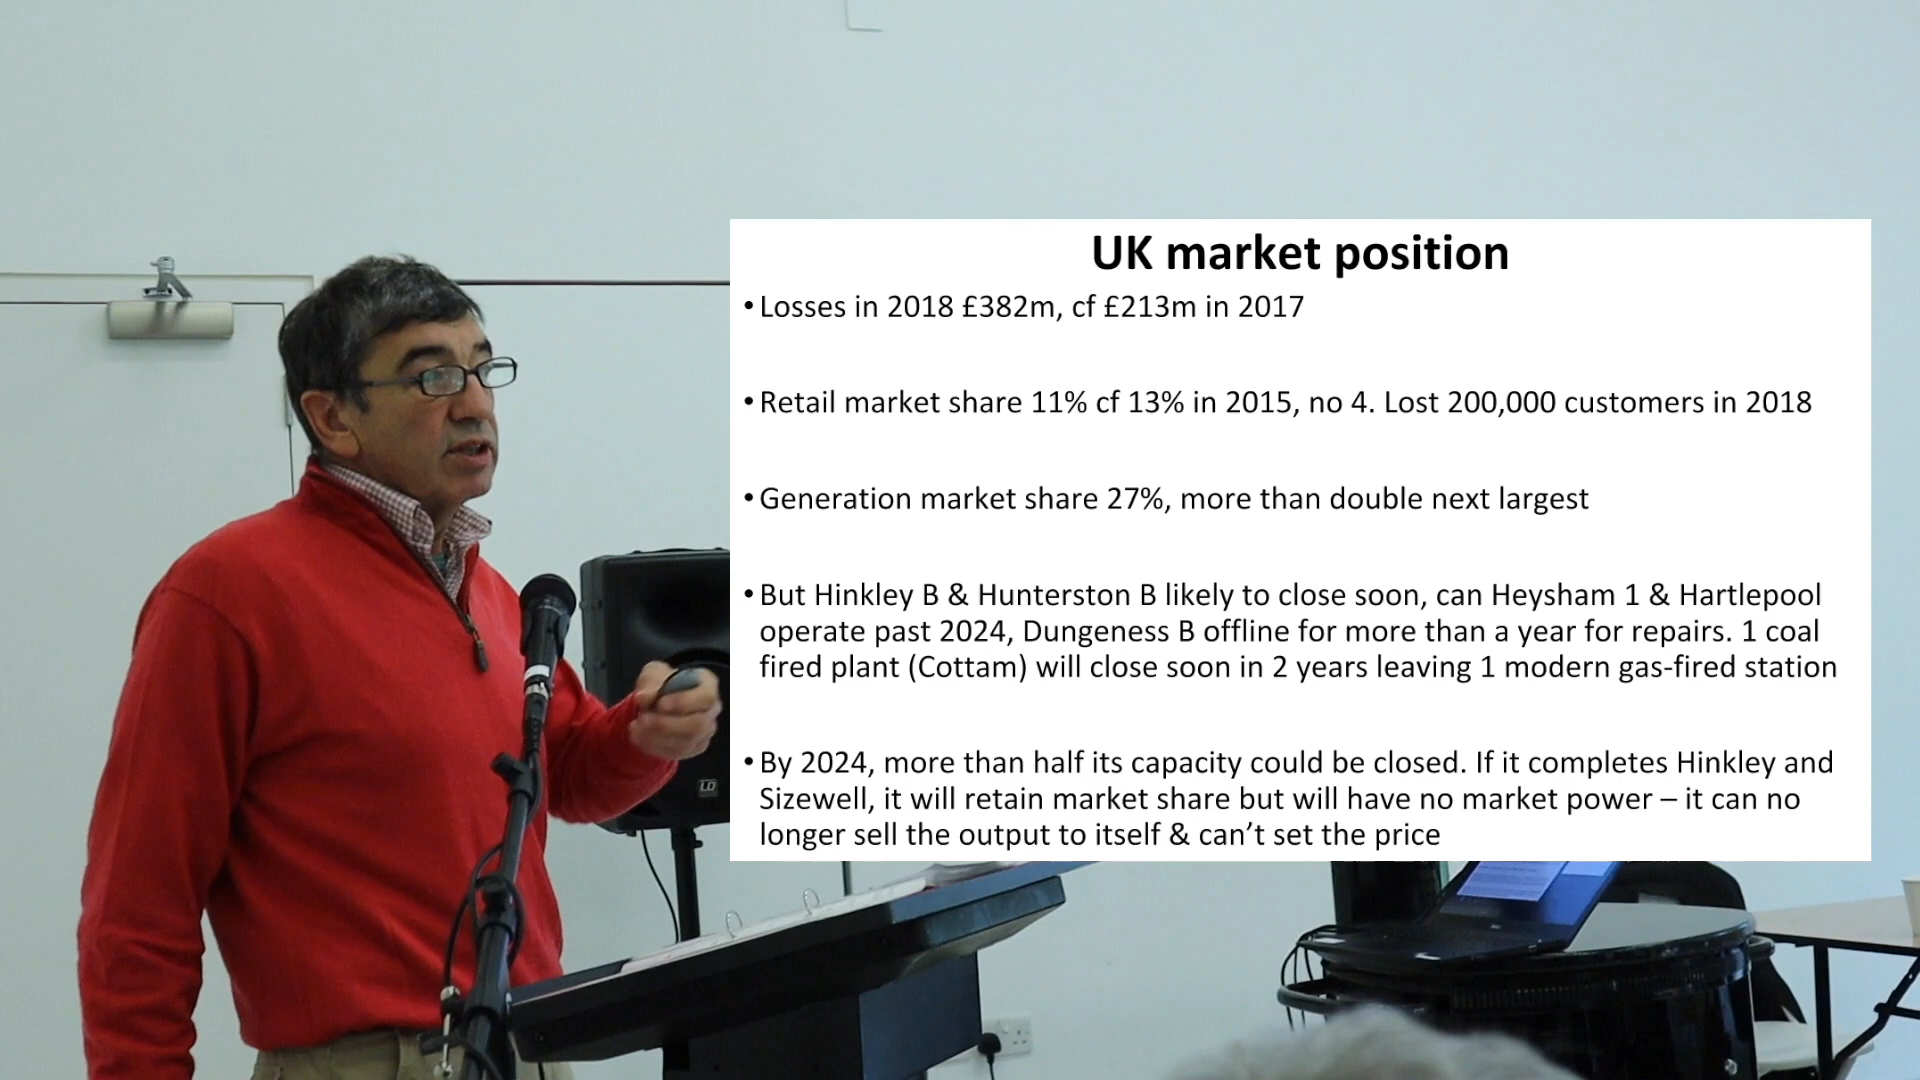 UK market position
• Losses in 2018 £382m, cf £213m in 2017
• Retail market share 11% cf 13% in 2015, no 4. Lost 200,000 customers in 2018
• Generation market share 27%, more than double next largest
• But Hinkley B & Hunterston B likely to close soon, can Heysham 1 & Hartlepool
operate past 2024, Dungeness B offline for more than a year for repairs. 1 coal
fired plant (Cottam) will close soon in 2 years leaving 1 modern gas-fired station
• By 2024, more than half its capacity could be closed. If it completes Hinkley and
Sizewell, it will retain market share but will have no market power – it can no
longer sell the output to itself & can’t set the price
LD